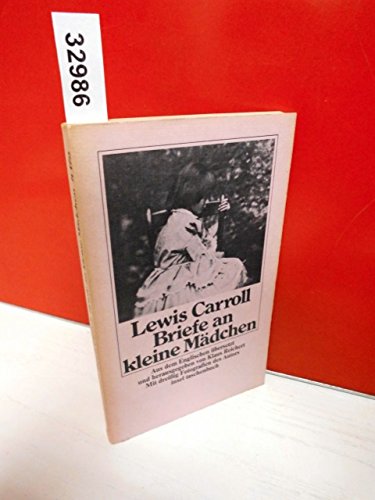 32986
Lewis Carroll
Briefe an
kleine Mädchen
Aus dem Englischen übersetzt
und herausgegeben von Klaus Reichert
Mit dreißig Fotografien des Autors
insel taschenbuch